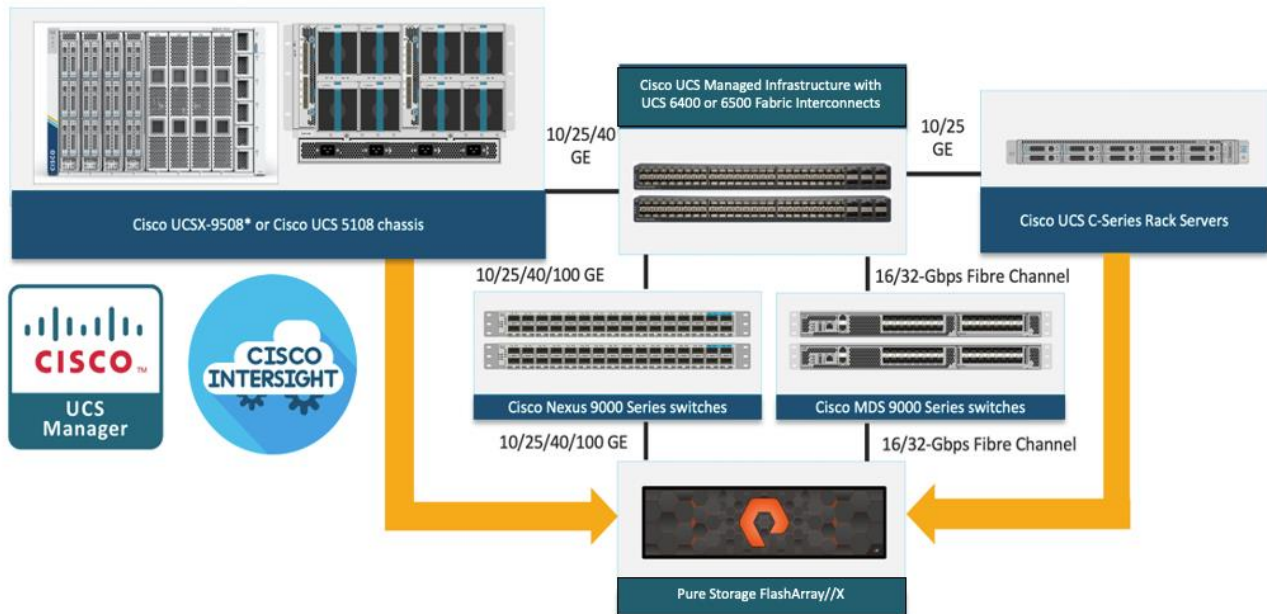 Cisco UCS Managed Infrastructure with
UCS 6400 or 6500 Fabric Interconnects
10/25/40
GE
10/25
GE
Cisco UCSX-9508* or Cisco UCS 5108 chassis
Cisco UCS C-Series Rack Servers
10/25/40/100 GE
16/32-Gbps Fibre Channel
CISCO
CISCO TM
UCS
Manager
CISCO
INTERSIGHT
Cisco Nexus 9000 Series switches
Cisco MDS 9000 Series switches
10/25/40/100 GE
16/32-Gbps Fibre Channel
Pure Storage FlashArray//X